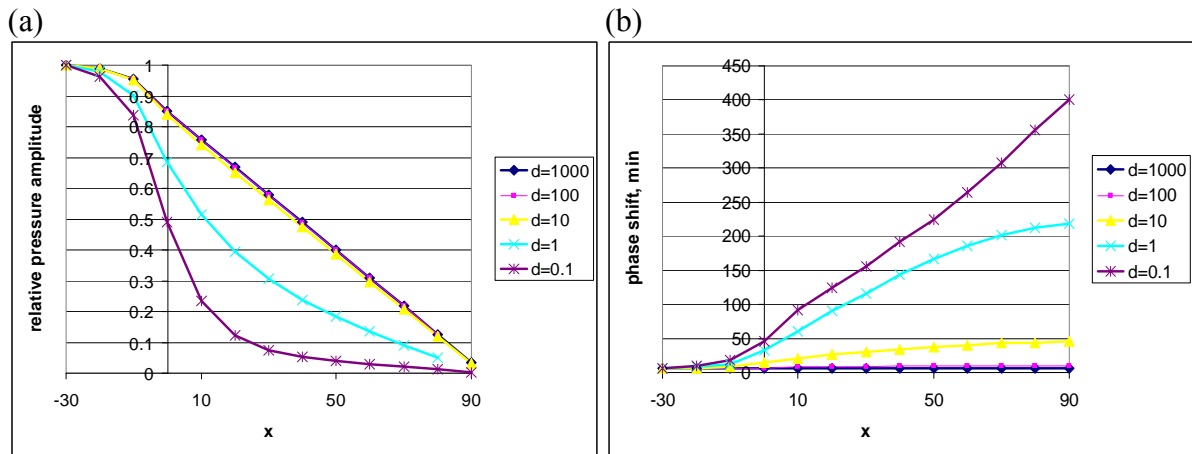 (a)
relative pressure amplitude
1
0.9
0.8
0.7
0.6
0.5
0.4
0.3
0.2
0.1
0
-30
10
50
90
x
d=1000
d=100
d=10
d=1
d=0.1
(b)
phase shift, min
450
400
350
300
250
200
150
100
50
0
-30
10
50
90
x
d=1000
d=100
d=10
d=1
d=0.1